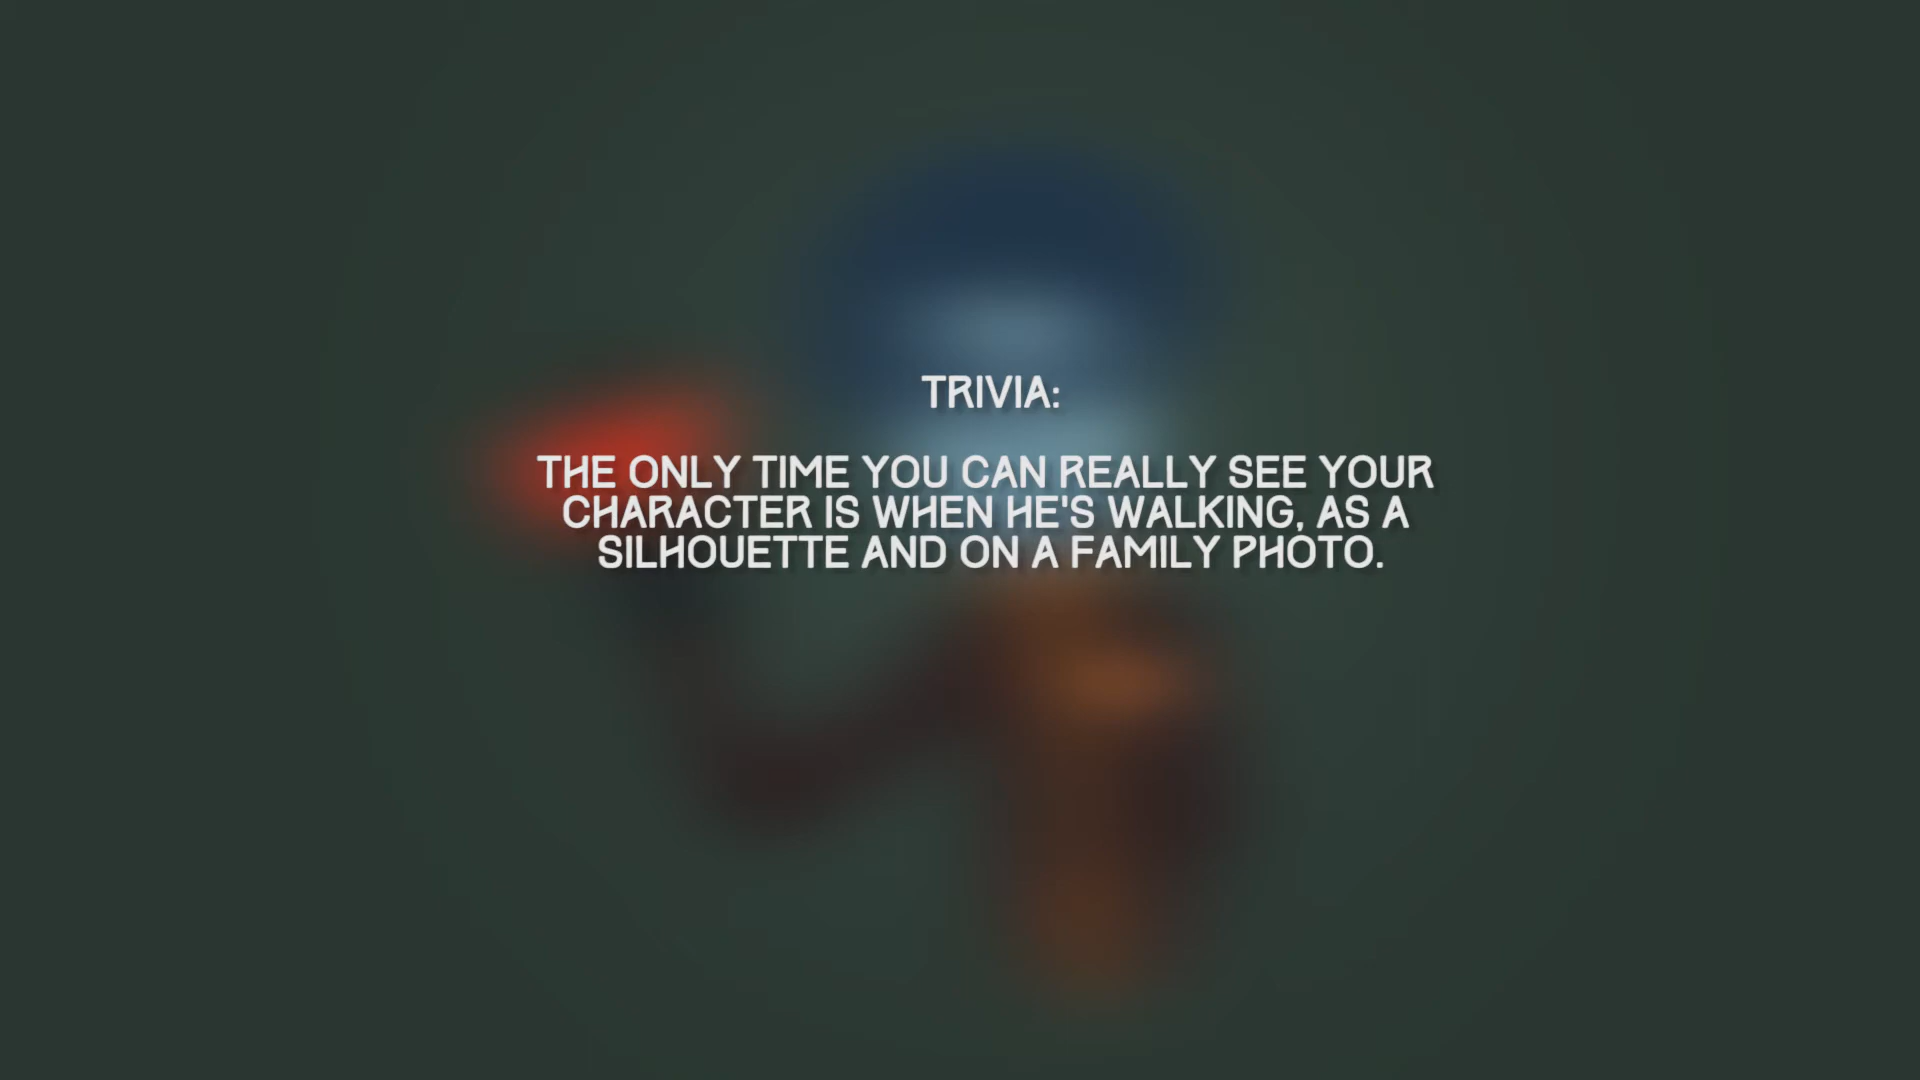 TRIVIA:
THE ONLY TIME YOU CAN REALLY SEE YOUR
CHARACTER IS WHEN HE'S WALKING, AS A
SILHOUETTE AND ON A FAMILY PHOTO.